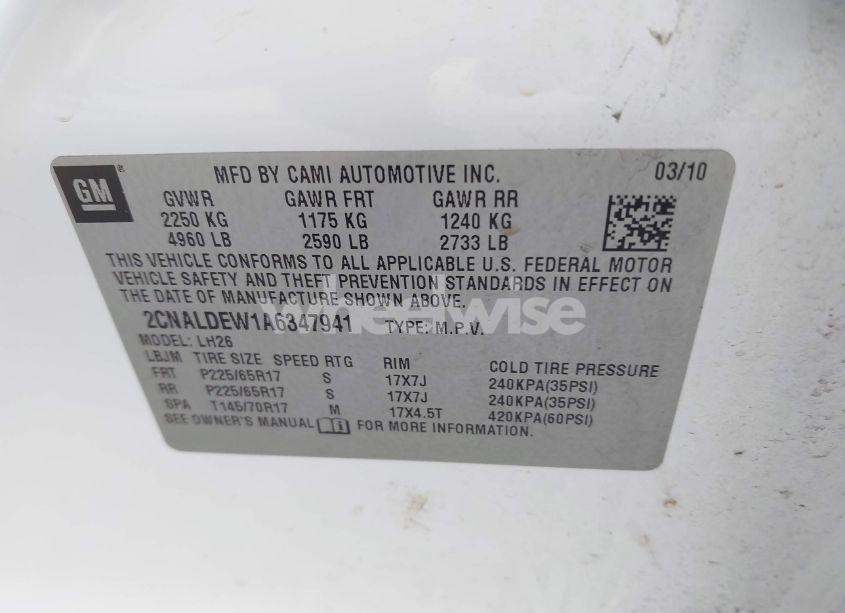 GM
MFD BY CAMI AUTOMOTIVE INC. 03/10
GVWR GAWR FRT GAWR RR
2250 KG 1175 KG 1240 KG
4960 LB 2590 LB 2733 LB
THIS VEHICLE CONFORMS TO ALL APPLICABLE U.S. FEDERAL MOTOR
VEHICLE SAFETY AND THEFT PREVENTION STANDARDS IN EFFECT ON
THE DATE OF MANUFACTURE SHOWN ABOVE.
2CNALDEW1A6347941 TYPE: M.P.V.
MODEL: LH26
LBJM TIRE SIZE SPEED RTG RIM COLD TIRE PRESSURE
FRT P225/65R17 S 17X7J 240KPA(35PSI)
RR P225/65R17 S 17X7J 240KPA(35PSI)
SPA T145/70R17 M 17X4.5T 420KPA(60PSI)
SEE OWNER'S MANUAL FOR MORE INFORMATION.
wheelwise